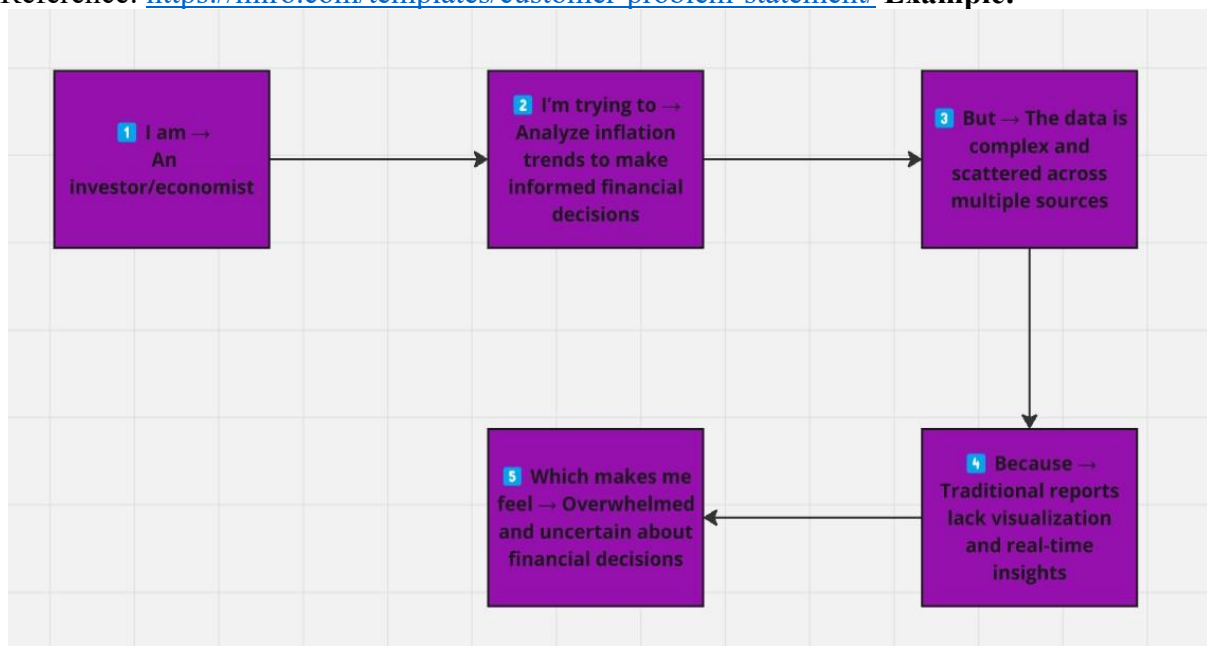 Reference: https://miro.com/templates/customer-problem-statement/ Example:
1 I am →
An
investor/economist
2 I'm trying to →
Analyze inflation
trends to make
informed financial
decisions
3 But → The data is
complex and
scattered across
multiple sources
4 Because →
Traditional reports
lack visualization
and real-time
insights
5 Which makes me
feel → Overwhelmed
and uncertain about
financial decisions